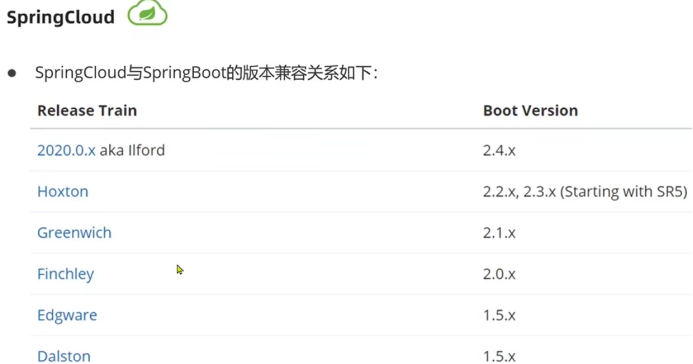 SpringCloud
● SpringCloud与SpringBoot的版本兼容关系如下:
Release Train Boot Version
2020.0.x aka Ilford 2.4.x
Hoxton 2.2.x, 2.3.x (Starting with SR5)
Greenwich 2.1.x
Finchley 2.0.x
Edgware 1.5.x
Dalston 1.5.x